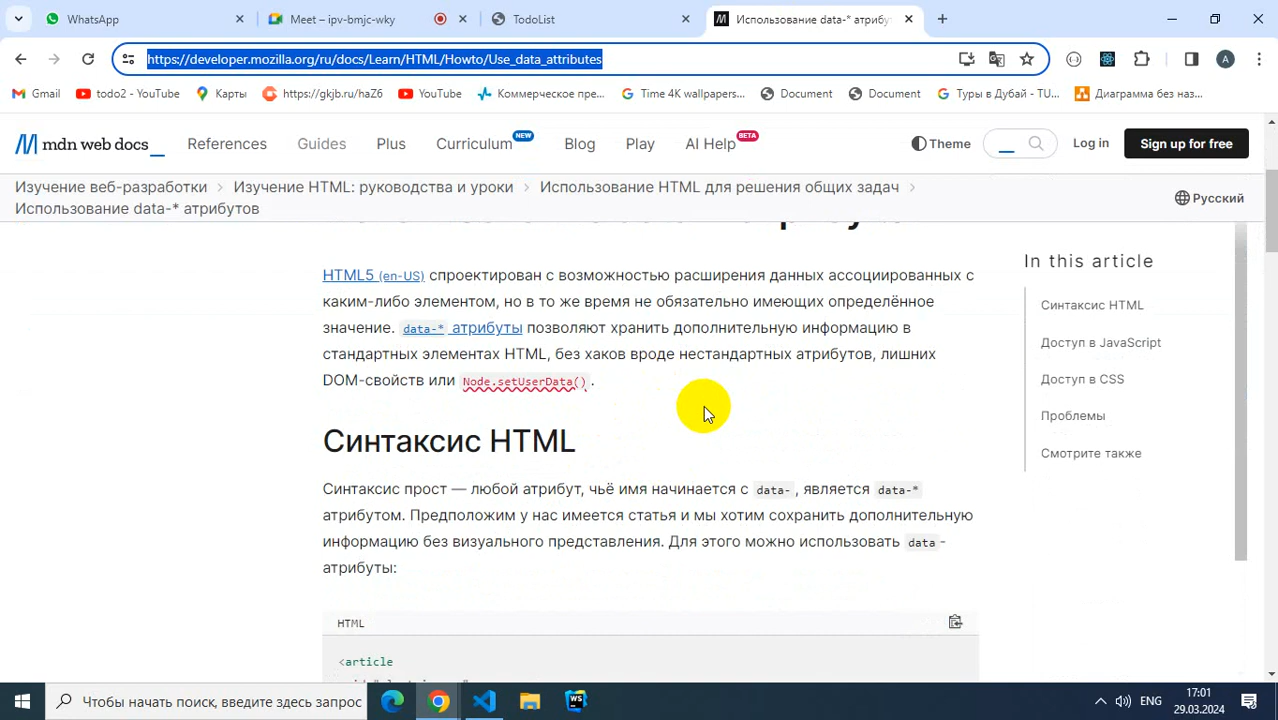 WhatsApp
Meet – ipv-bmjc-wky
TodoList
Использование data-* атрибу
https://developer.mozilla.org/ru/docs/Learn/HTML/Howto/Use_data_attributes
A
Gmail
todo2 - YouTube
Карты
https://gkjb.ru/haZ6
YouTube
Коммерческое пре...
Time 4K wallpapers...
Document
Document
Туры в Дубай - TU...
Диаграмма без наз...
mdn web docs
References
Guides
Plus
Curriculum NEW
Blog
Play
AI Help BETA
Theme
Log in
Sign up for free
Изучение веб-разработки
Изучение HTML: руководства и уроки
Использование HTML для решения общих задач
Использование data-* атрибутов
Русский
HTML5 (en-US) спроектирован с возможностью расширения данных ассоциированных с
каким-либо элементом, но в то же время не обязательно имеющих определённое
значение. data-* атрибуты позволяют хранить дополнительную информацию в
стандартных элементах HTML, без хаков вроде нестандартных атрибутов, лишних
DOM-свойств или Node.setUserData().
Синтаксис HTML
Синтаксис прост — любой атрибут, чьё имя начинается с data-, является data-*
атрибутом. Предположим у нас имеется статья и мы хотим сохранить дополнительную
информацию без визуального представления. Для этого можно использовать data-
атрибуты:
HTML
<article
In this article
Синтаксис HTML
Доступ в JavaScript
Доступ в CSS
Проблемы
Смотрите также
Чтобы начать поиск, введите здесь запрос
WS
ENG
17:01
29.03.2024